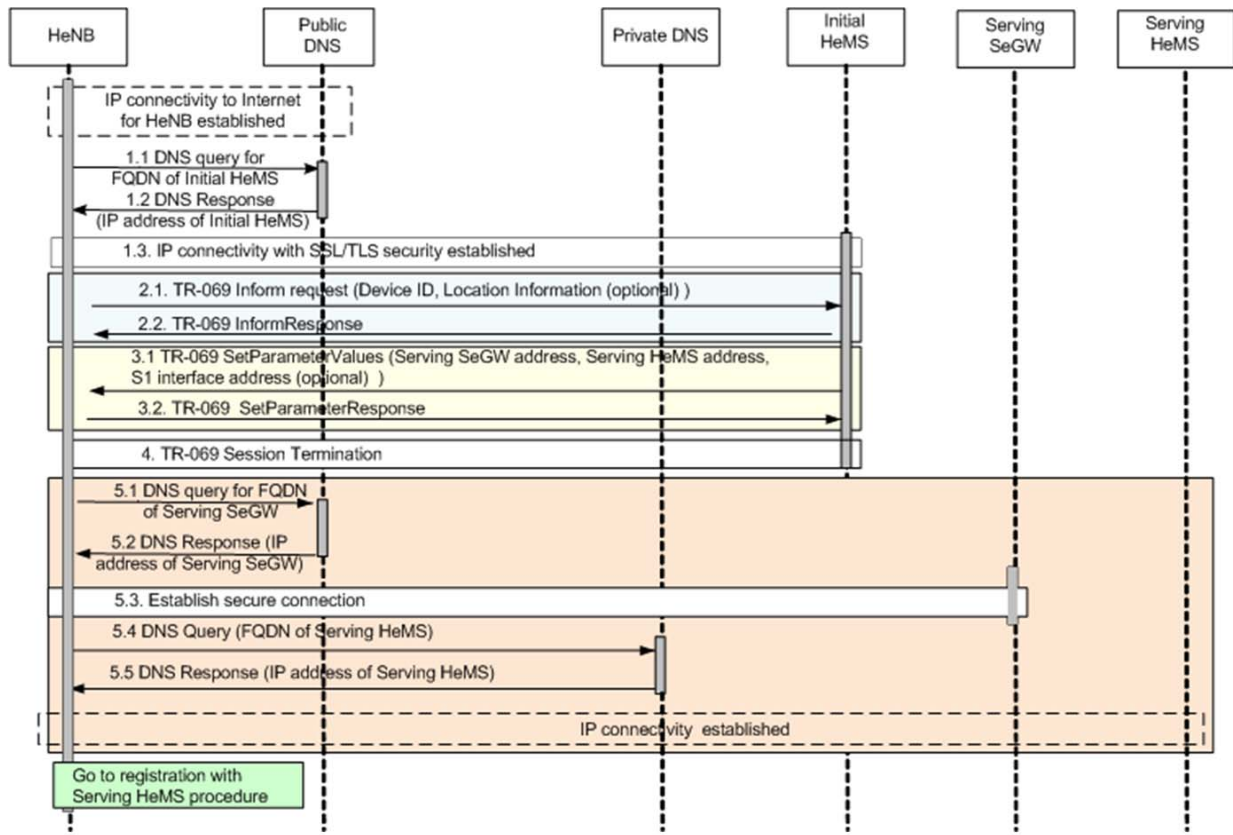 HeNB
Public
DNS
Private DNS
Initial
HeMS
Serving
SeGW
Serving
HeMS
IP connectivity to Internet
for HeNB established
1.1 DNS query for
FQDN of Initial HeMS
1.2 DNS Response
(IP address of Initial HeMS)
1.3. IP connectivity with SSL/TLS security established
2.1. TR-069 Inform request (Device ID, Location Information (optional) )
2.2. TR-069 InformResponse
3.1 TR-069 SetParameterValues (Serving SeGW address, Serving HeMS address,
S1 interface address (optional) )
3.2. TR-069 SetParameterResponse
4. TR-069 Session Termination
5.1 DNS query for FQDN
of Serving SeGW
5.2 DNS Response (IP
address of Serving SeGW)
5.3. Establish secure connection
5.4 DNS Query (FQDN of Serving HeMS)
5.5 DNS Response (IP address of Serving HeMS)
IP connectivity established
Go to registration with
Serving HeMS procedure